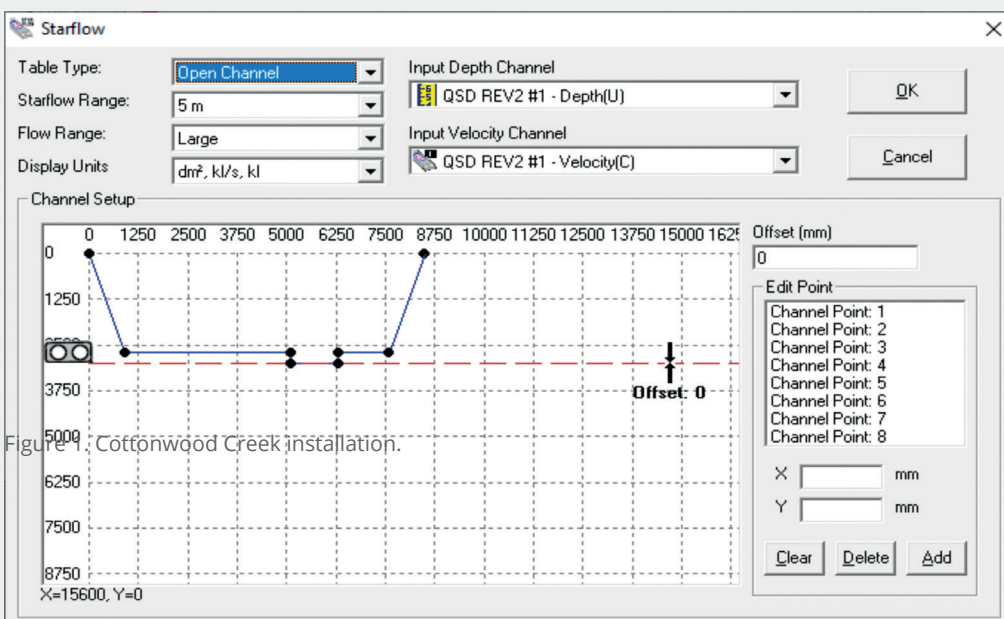 Starflow
Table Type:
Open Channel
Input Depth Channel
QSD REV2 #1 - Depth(U)
OK
Starflow Range:
5 m
Flow Range:
Large
Input Velocity Channel
QSD REV2 #1 - Velocity(C)
Cancel
Display Units
dm², kl/s, kl
Channel Setup
0 1250 2500 3750 5000 6250 7500 8750 10000 11250 12500 13750 15000 162
0
1250
3750
5000
6250
7500
8750
Offset: 0
X=15600, Y=0
Offset (mm)
0
Edit Point
Channel Point: 1
Channel Point: 2
Channel Point: 3
Channel Point: 4
Channel Point: 5
Channel Point: 6
Channel Point: 7
Channel Point: 8
X mm
Y mm
Clear Delete Add
Figure 1. Cottonwood Creek installation.